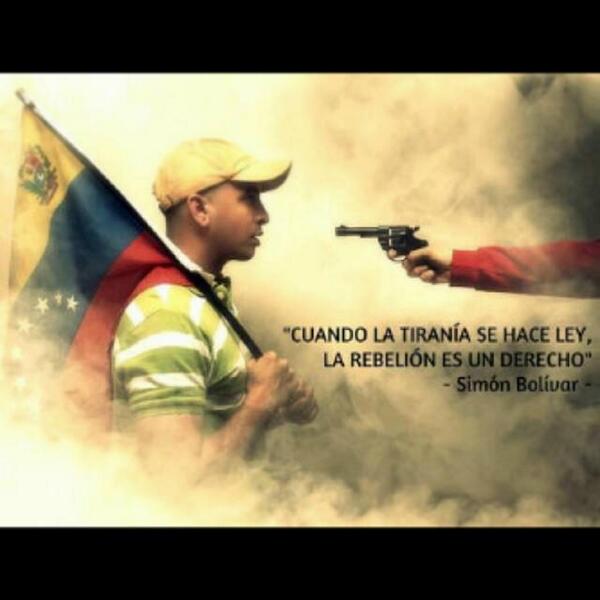 "CUANDO LA TIRANÍA SE HACE LEY,
LA REBELIÓN ES UN DERECHO"
- Simón Bolívar -